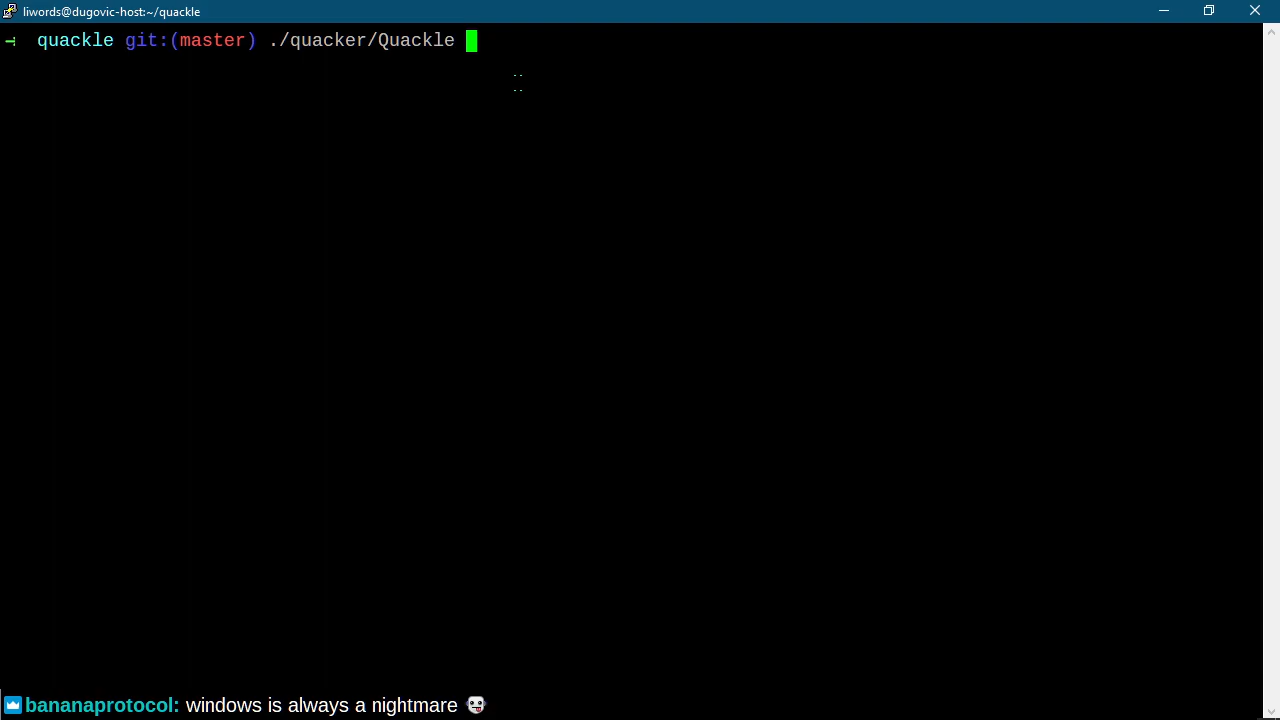 liwords@dugovic-host:~/quackle
→ quackle git:(master) ./quacker/Quackle
bananaprotocol: windows is always a nightmare